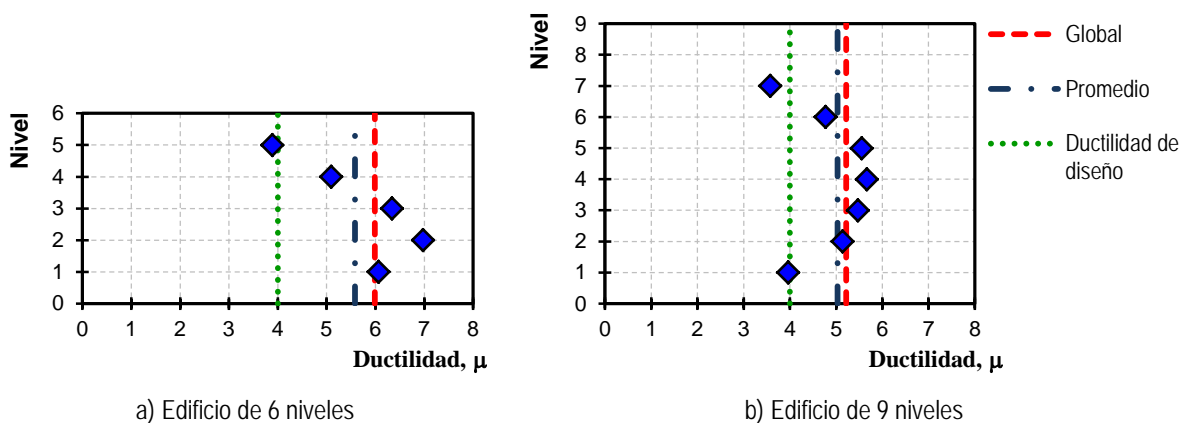 Nivel
6
5
4
3
2
1
0
0 1 2 3 4 5 6 7 8
Ductilidad, μ
a) Edificio de 6 niveles
Nivel
9
8
7
6
5
4
3
2
1
0
0 1 2 3 4 5 6 7 8
Ductilidad, μ
b) Edificio de 9 niveles
Global
Promedio
Ductilidad de
diseño